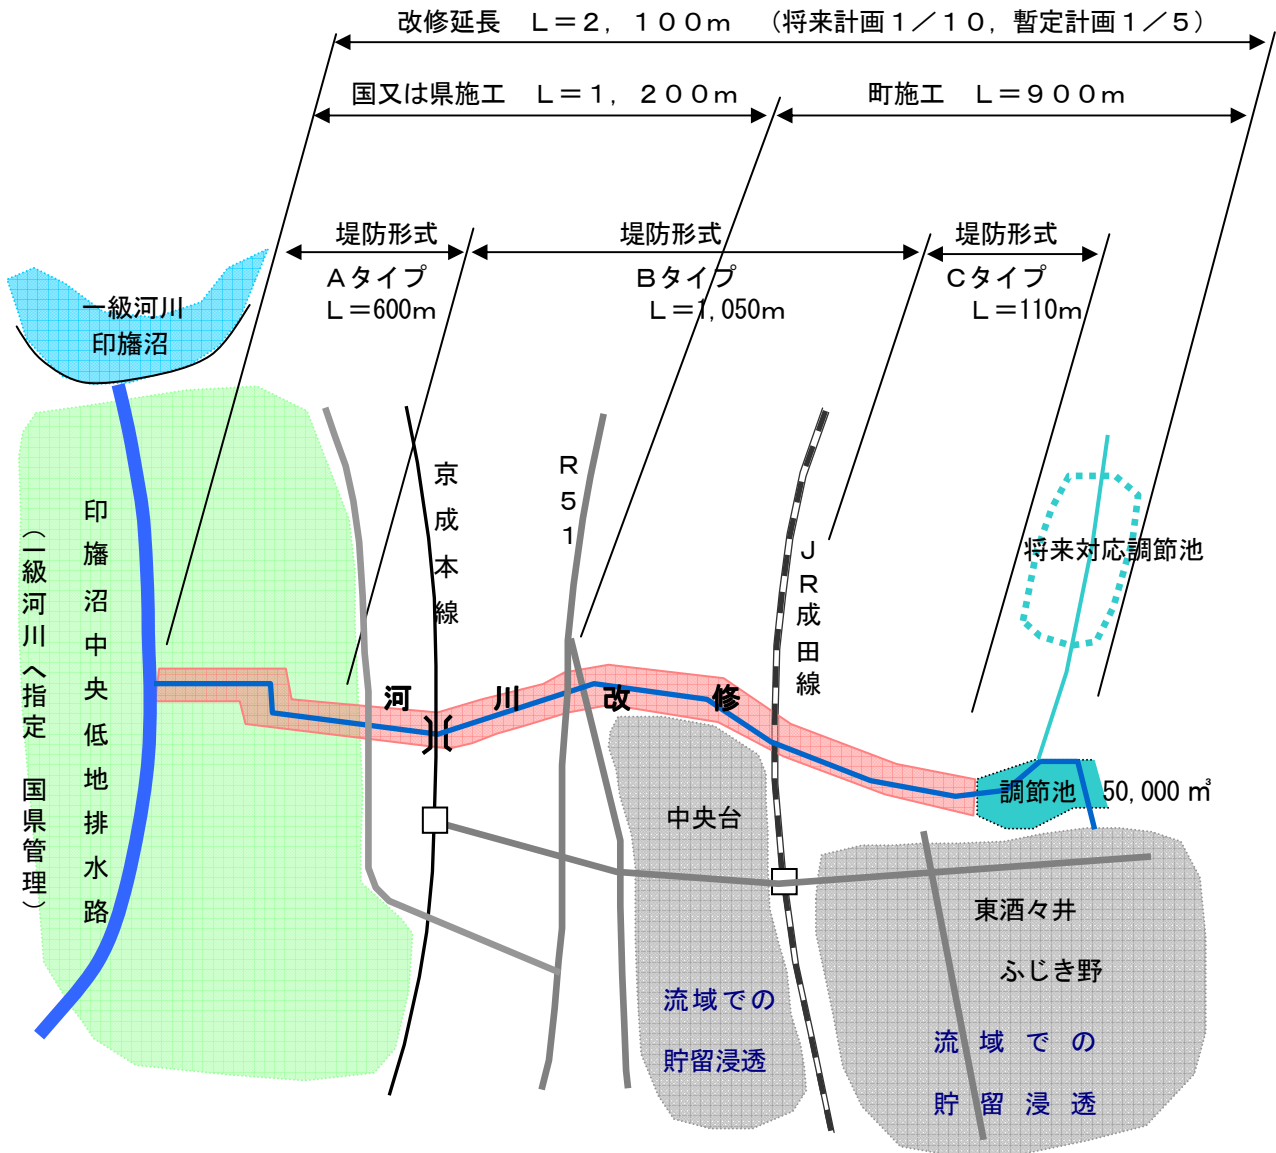 改修延長　Ｌ＝２，１００ｍ　（将来計画１／１０，暫定計画１／５）
国又は県施工　Ｌ＝１，２００ｍ
町施工　Ｌ＝９００ｍ
堤防形式
Ａタイプ
Ｌ＝600ｍ
堤防形式
Ｂタイプ
Ｌ＝1,050ｍ
堤防形式
Ｃタイプ
Ｌ＝110ｍ
一級河川
印旛沼
京成本線
Ｒ５１
ＪＲ成田線
将来対応調節池
印旛沼中央低地排水路
（一級河川へ指定　国県管理）
河川改修
調節池　50,000 ㎥
中央台
流域での
貯留浸透
東酒々井
ふじき野
流域での
貯留浸透